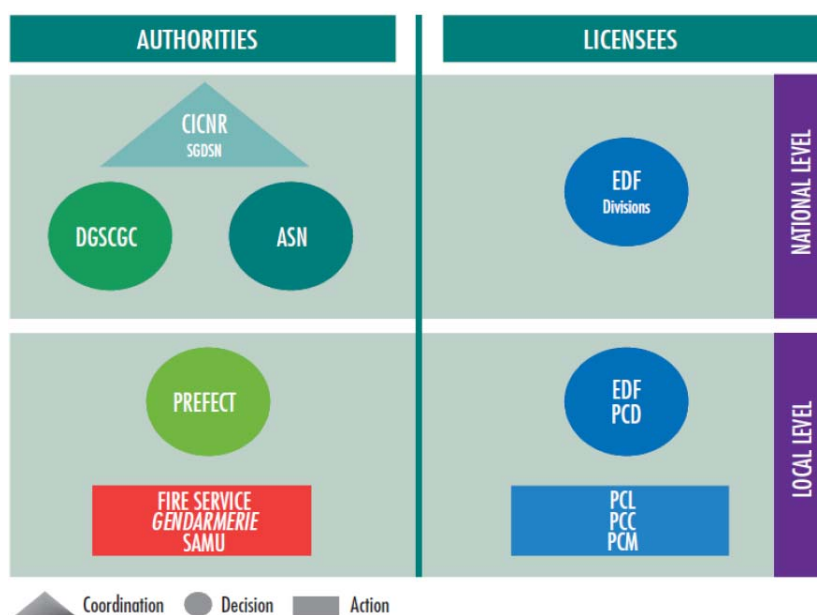 AUTHORITIES
LICENSEES
CICNR
SGDSN
DGSCGC
ASN
EDF
Divisions
NATIONAL LEVEL
PREFECT
EDF
PCD
LOCAL LEVEL
FIRE SERVICE
GENDARMERIE
SAMU
PCL
PCC
PCM
Coordination
Decision
Action